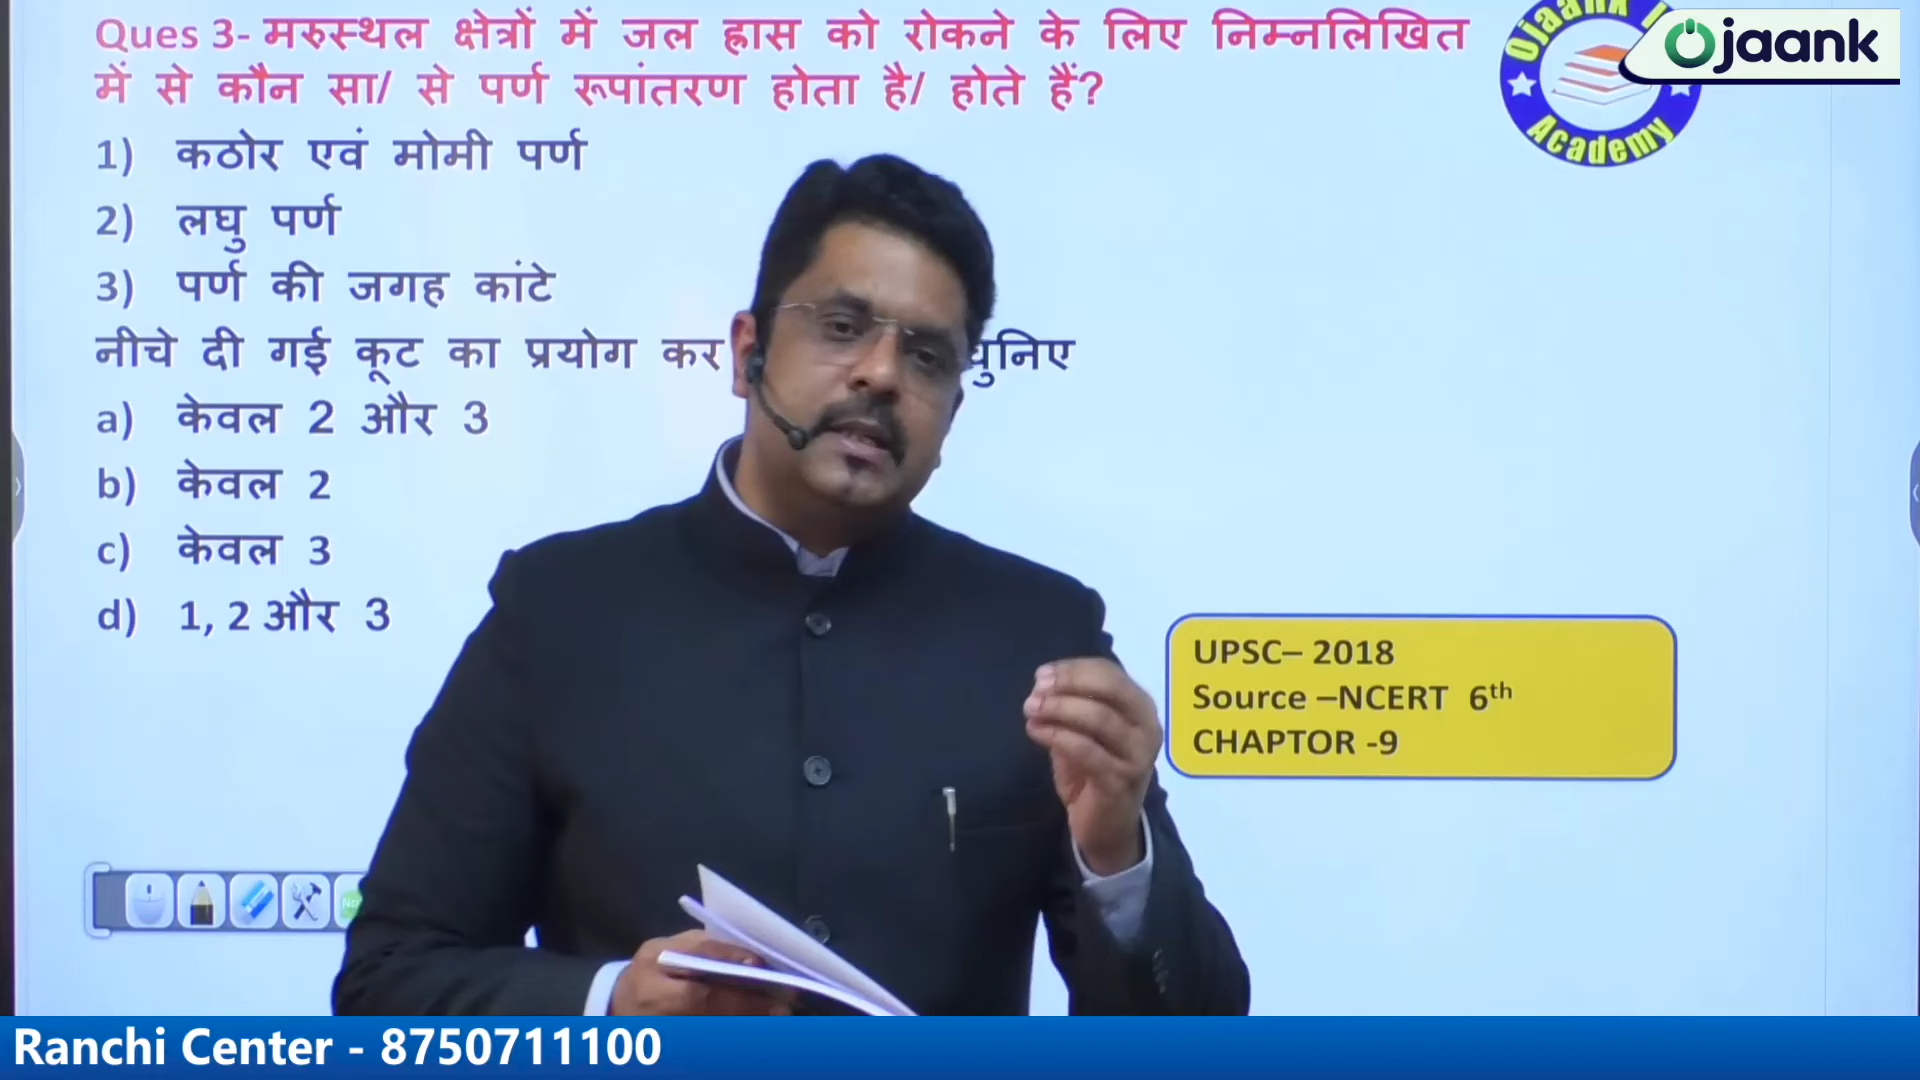 Ques 3- मरुस्थल क्षेत्रों में जल ह्रास को रोकने के लिए निम्नलिखित
में से कौन सा/ से पर्ण रूपांतरण होता है/ होते हैं?
1) कठोर एवं मोमी पर्ण
2) लघु पर्ण
3) पर्ण की जगह कांटे
नीचे दी गई कूट का प्रयोग कर
a) केवल 2 और 3
b) केवल 2
c) केवल 3
d) 1, 2 और 3
Ojaank
Academy
Ojaank
UPSC– 2018
Source –NCERT 6th
CHAPTOR -9
Ranchi Center - 8750711100